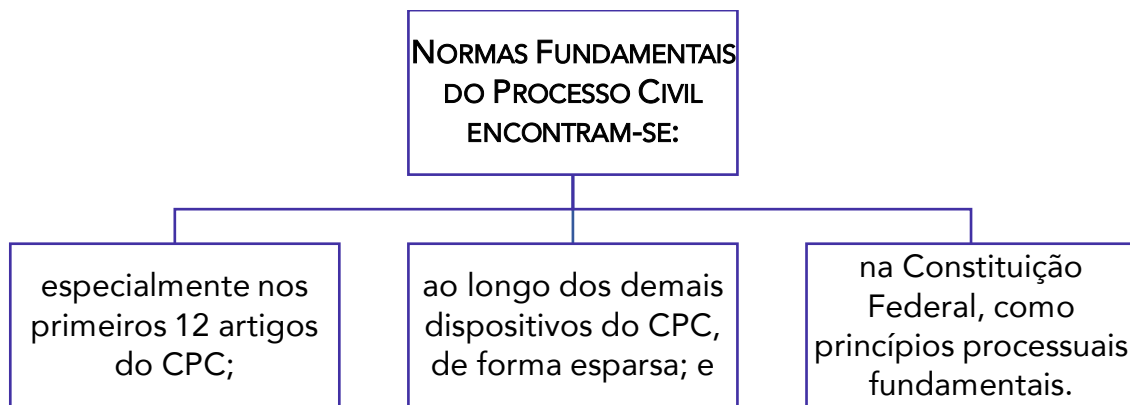 NORMAS FUNDAMENTAIS
DO PROCESSO CIVIL
ENCONTRAM-SE:
especialmente nos
primeiros 12 artigos
do CPC;
ao longo dos demais
dispositivos do CPC,
de forma esparsa; e
na Constituição
Federal, como
princípios processuais
fundamentais.